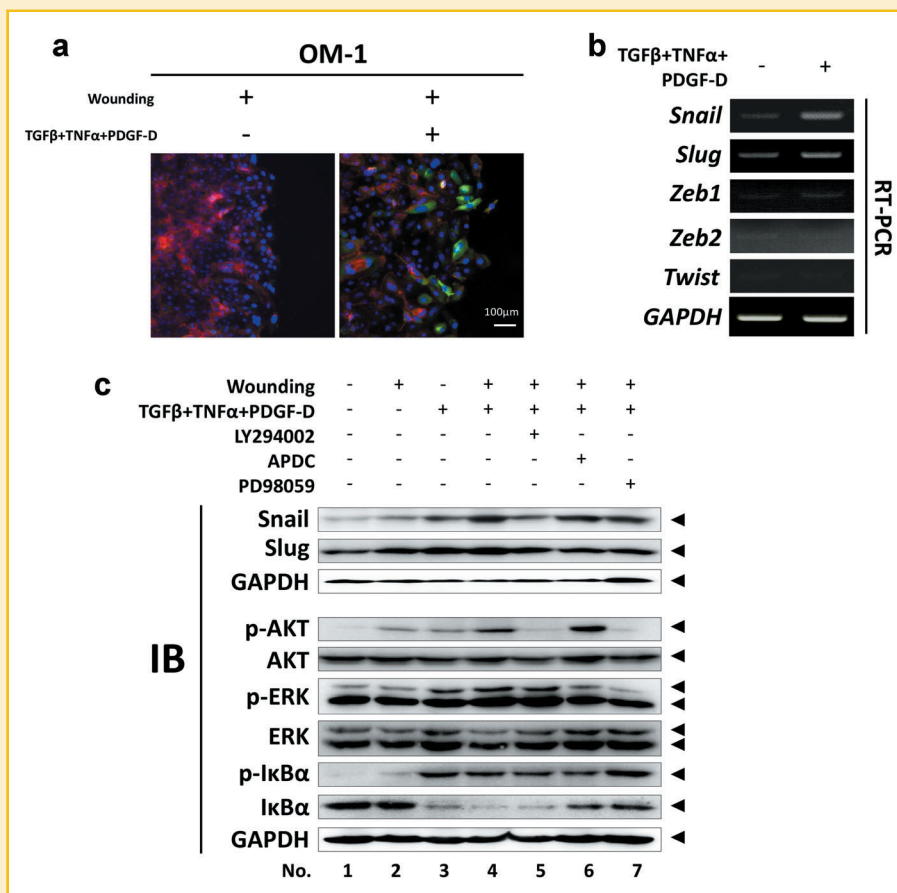 a
OM-1
Wounding + +
TGFβ+TNFα+PDGF-D - +
100μm
b
TGFβ+TNFα+
PDGF-D - +
Snail
Slug
Zeb1
Zeb2
Twist
GAPDH
RT-PCR
c
Wounding - + - + + + +
TGFβ+TNFα+PDGF-D - - + + + + +
LY294002 - - - - + - -
APDC - - - - - + -
PD98059 - - - - - - +
IB
Snail
Slug
GAPDH
p-AKT
AKT
p-ERK
ERK
p-IκBα
IκBα
GAPDH
No. 1 2 3 4 5 6 7